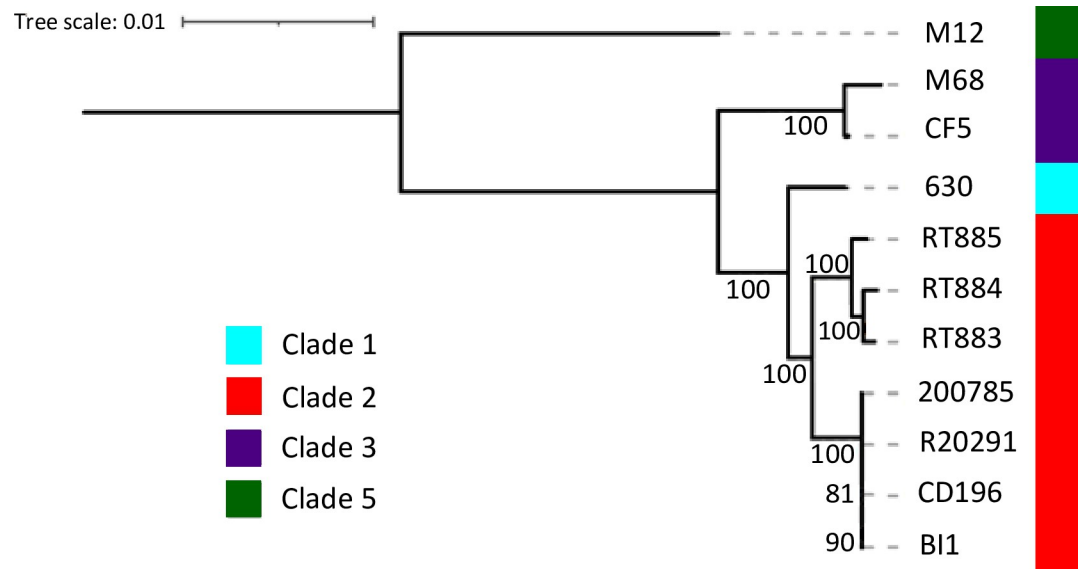 Tree scale: 0.01
M12
M68
100
CF5
630
RT885
100
RT884
100
100
RT883
100
200785
100
R20291
81
CD196
90
BI1
Clade 1
Clade 2
Clade 3
Clade 5